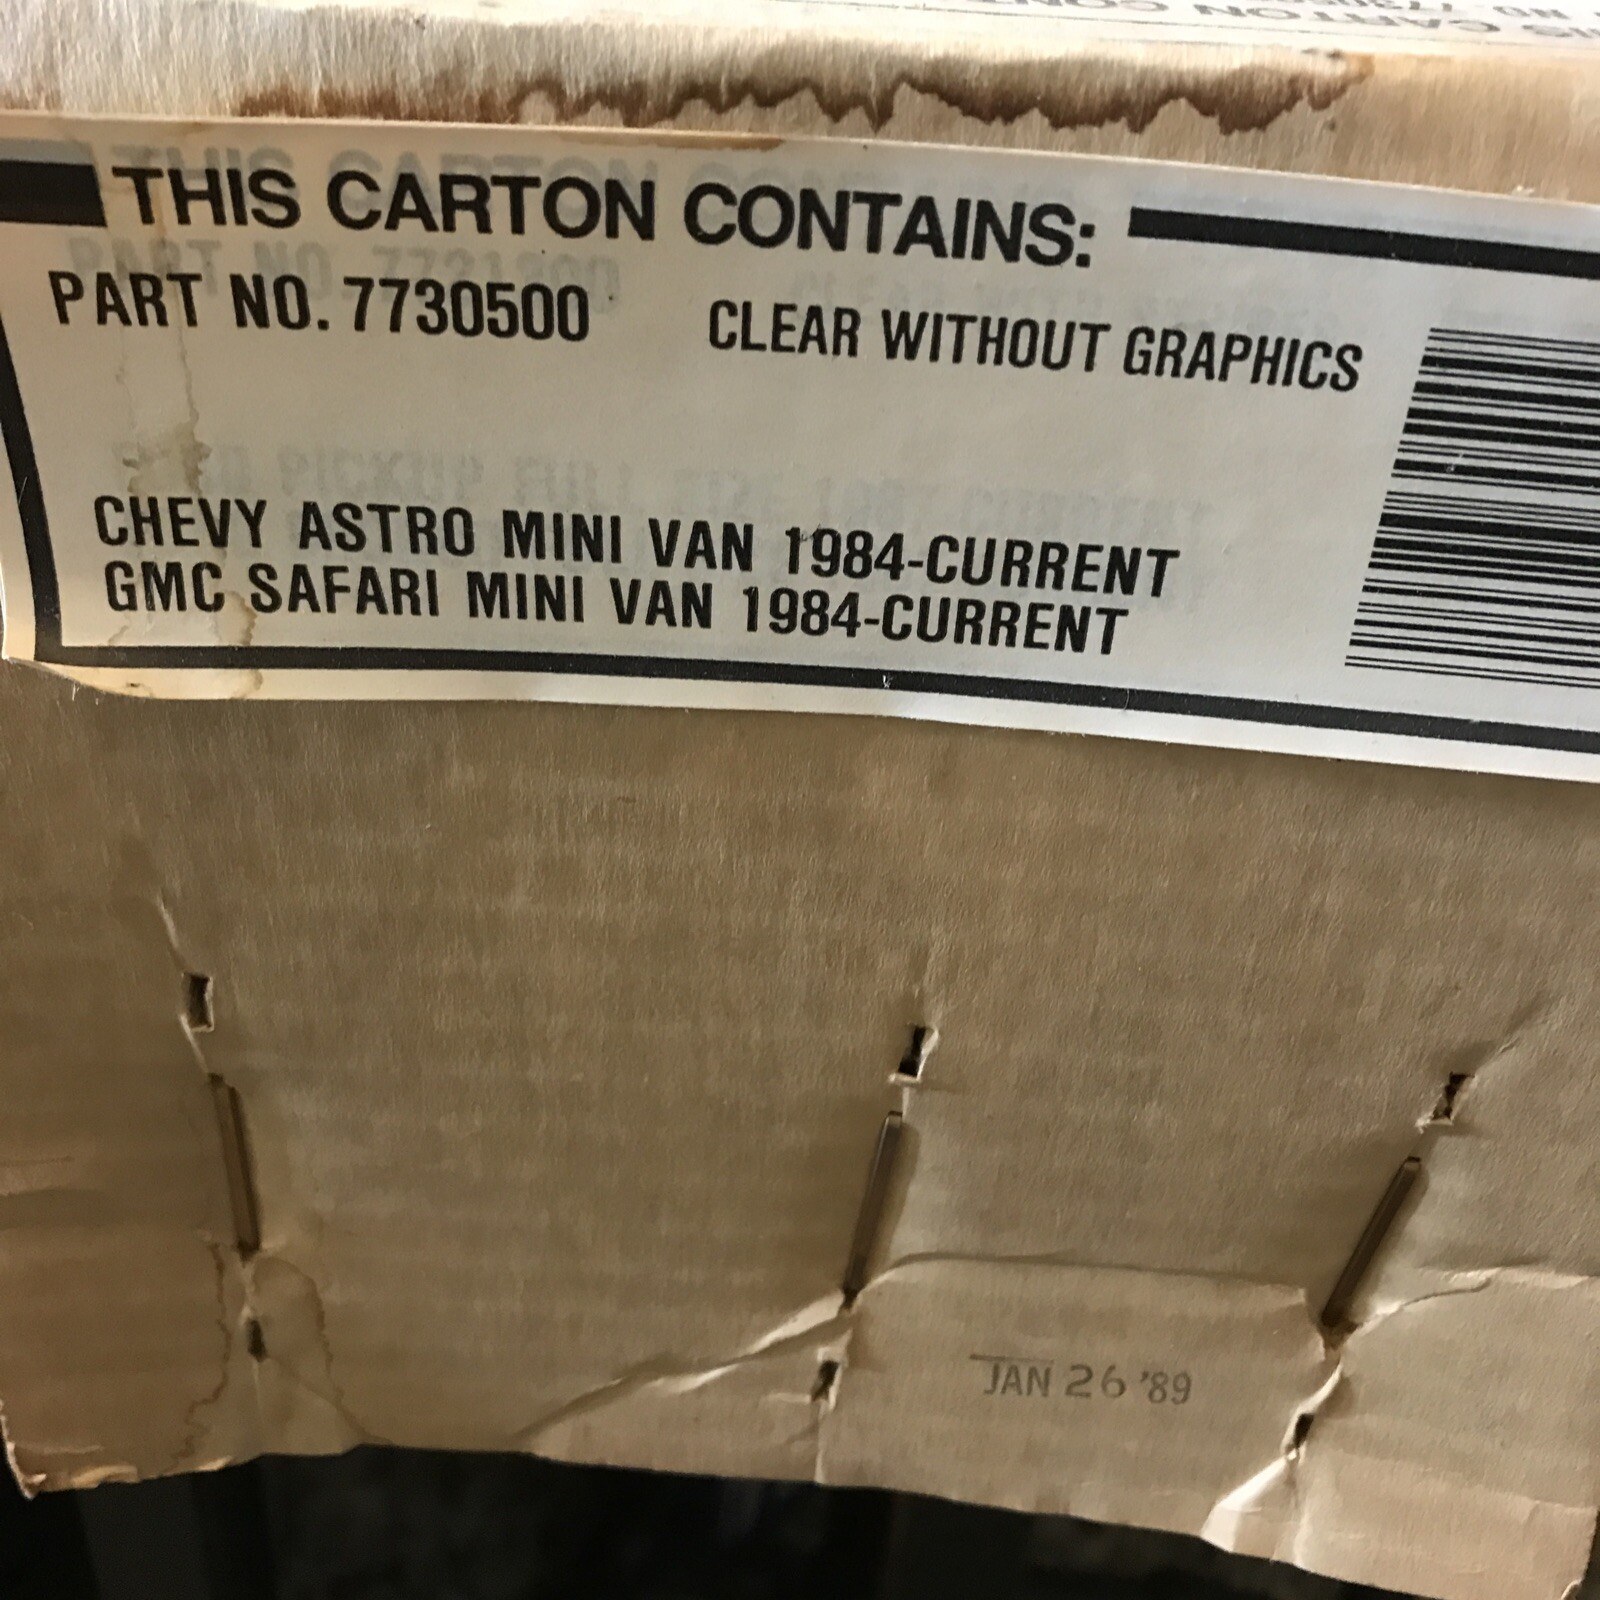 THIS CARTON CONTAINS:
PART NO. 7730500 CLEAR WITHOUT GRAPHICS
CHEVY ASTRO MINI VAN 1984-CURRENT
GMC SAFARI MINI VAN 1984-CURRENT
JAN 26 '89